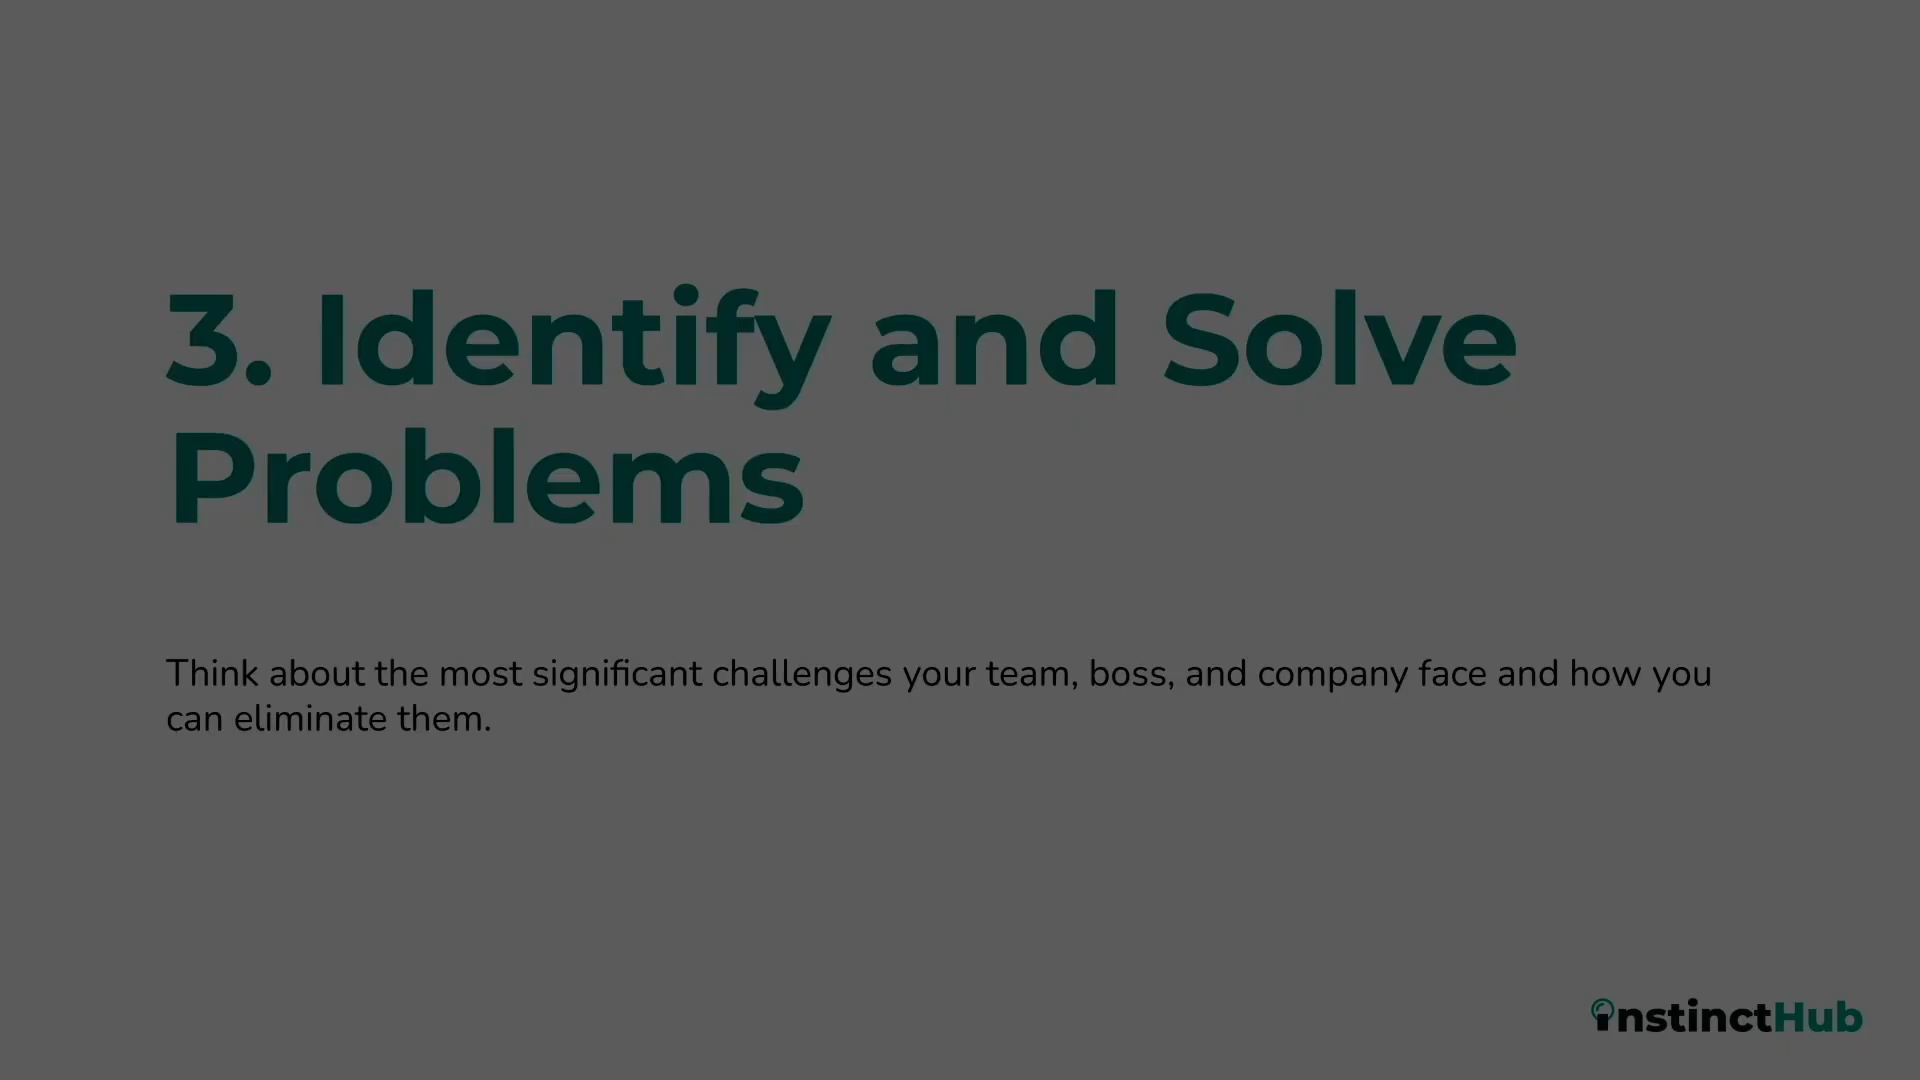 3. Identify and Solve
Problems
Think about the most significant challenges your team, boss, and company face and how you
can eliminate them.
instinctHub